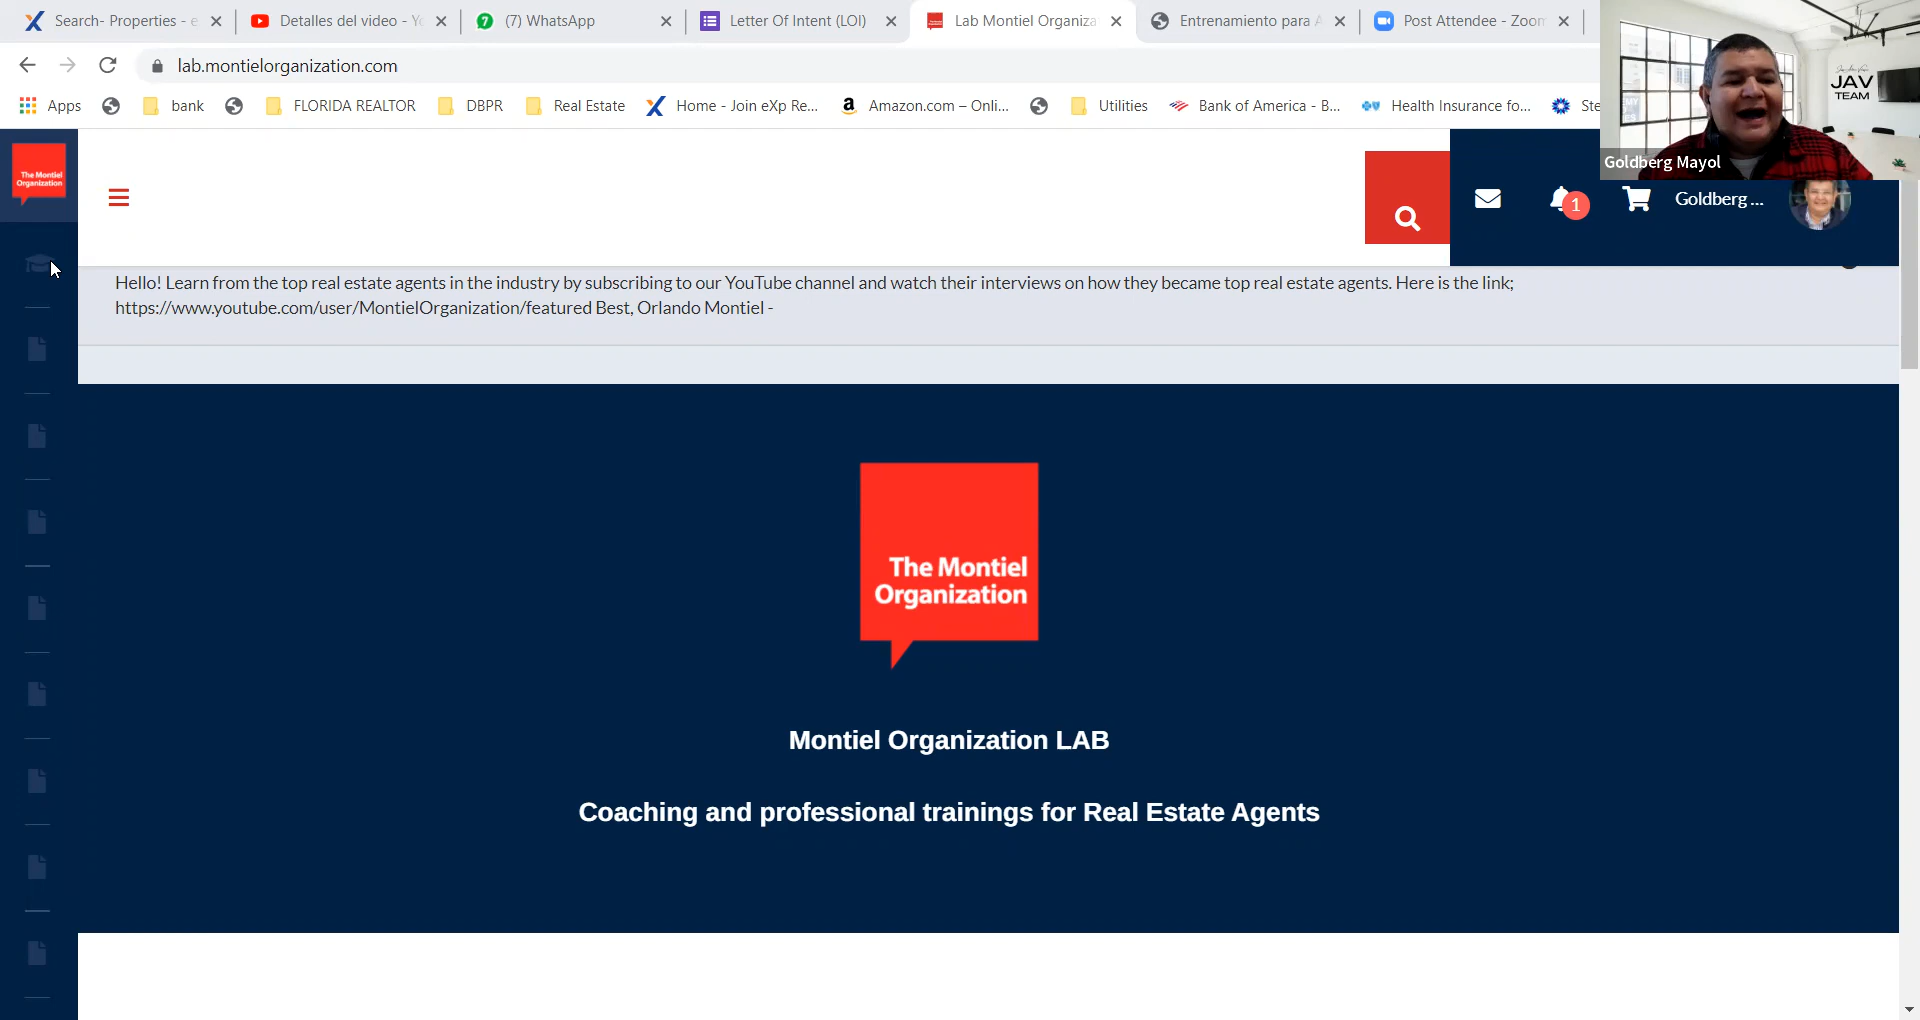 Search- Properties - e
Detalles del video - Yo
(7) WhatsApp
Letter Of Intent (LOI)
Lab Montiel Organiza
Entrenamiento para A
Post Attendee - Zoom
lab.montielorganization.com
Apps
bank
FLORIDA REALTOR
DBPR
Real Estate
Home - Join eXp Re...
Amazon.com – Onli...
Utilities
Bank of America - B...
Health Insurance fo...
Ste
JAV
TEAM
Goldberg Mayol
The Montiel
Organization
1
Goldberg ...
Hello! Learn from the top real estate agents in the industry by subscribing to our YouTube channel and watch their interviews on how they became top real estate agents. Here is the link;
https://www.youtube.com/user/MontielOrganization/featured Best, Orlando Montiel -
The Montiel
Organization
Montiel Organization LAB
Coaching and professional trainings for Real Estate Agents